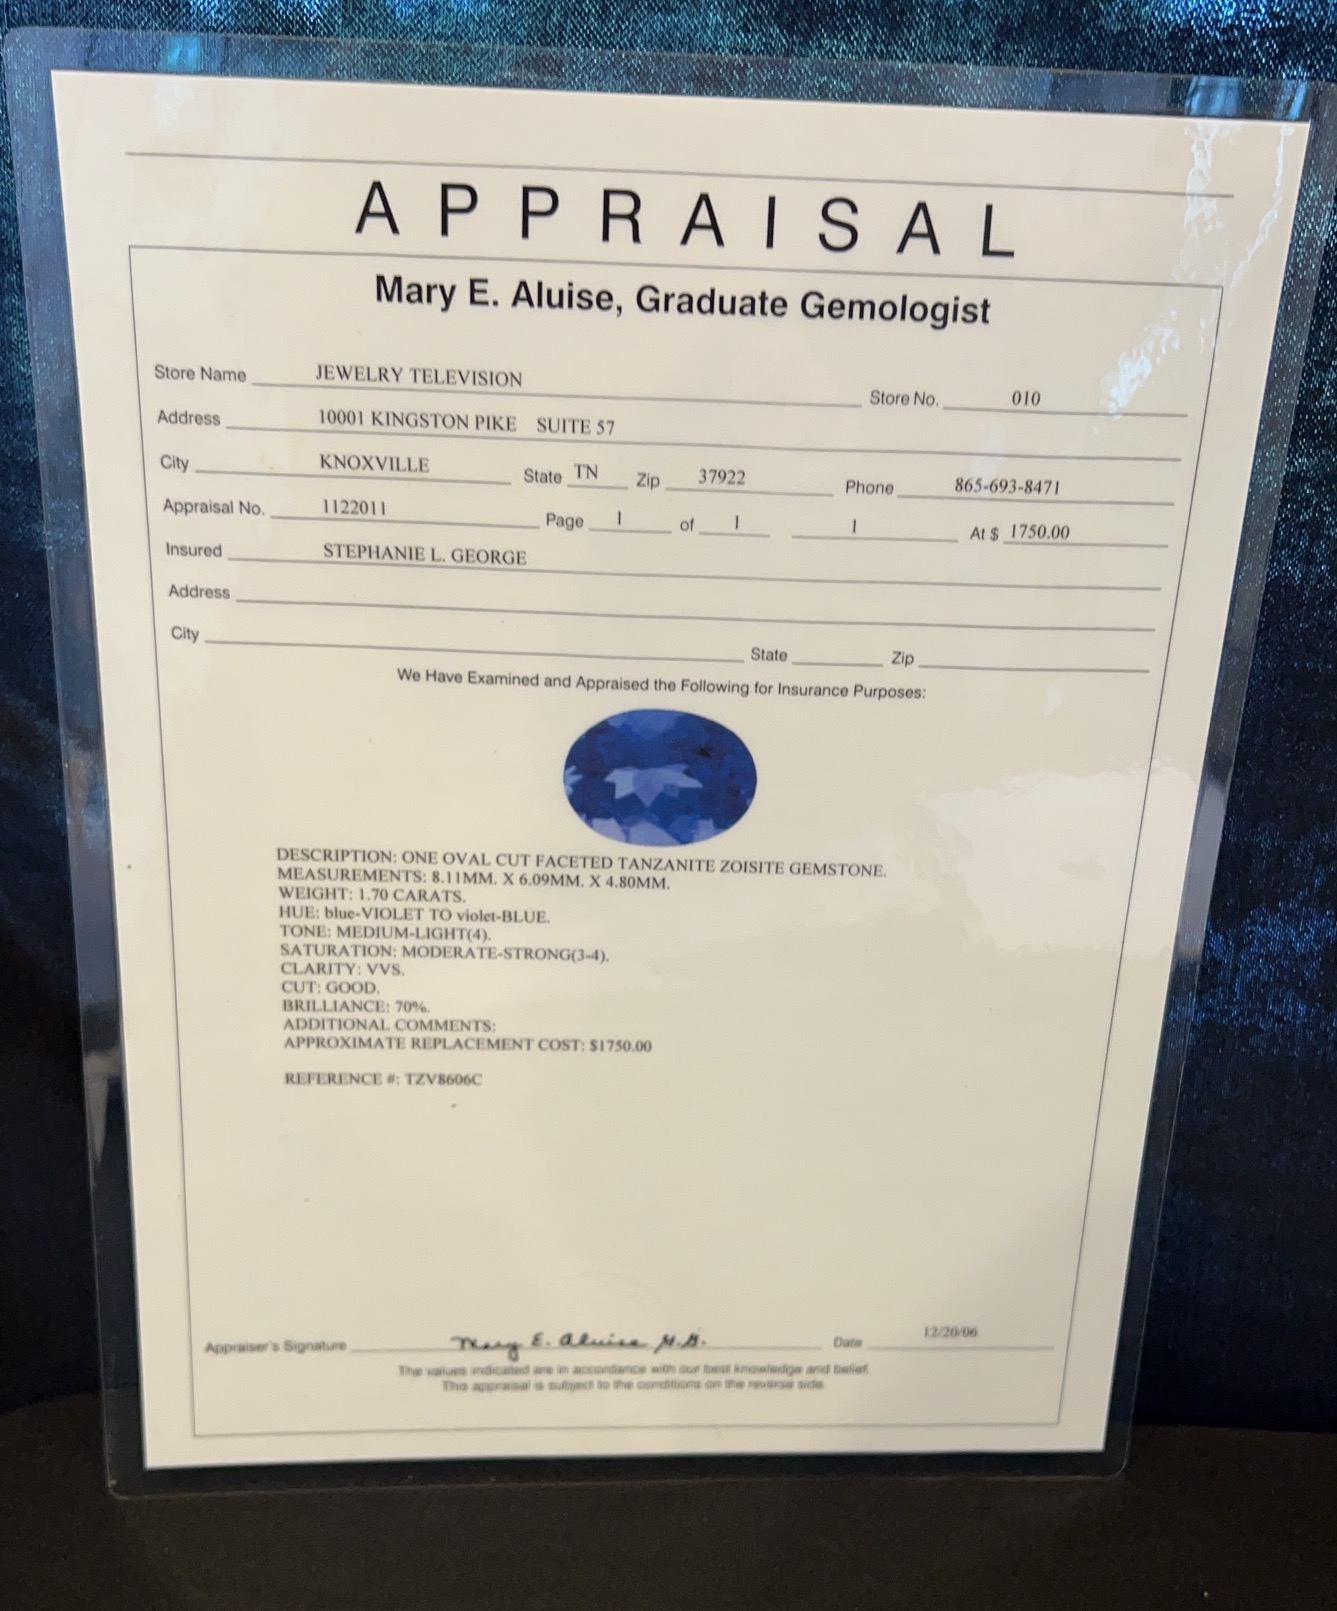 APPRAISAL
Mary E. Aluise, Graduate Gemologist
Store Name JEWELRY TELEVISION Store No. 010
Address 10001 KINGSTON PIKE SUITE 57
City KNOXVILLE State TN Zip 37922 Phone 865-693-8471
Appraisal No. 1122011 Page 1 of 1 1 At $ 1750.00
Insured STEPHANIE L. GEORGE
Address
City State Zip
We Have Examined and Appraised the Following for Insurance Purposes:
DESCRIPTION: ONE OVAL CUT FACETED TANZANITE ZOISITE GEMSTONE.
MEASUREMENTS: 8.11MM. X 6.09MM. X 4.80MM.
WEIGHT: 1.70 CARATS.
HUE: blue-VIOLET TO violet-BLUE.
TONE: MEDIUM-LIGHT(4).
SATURATION: MODERATE-STRONG(3-4).
CLARITY: VVS.
CUT: GOOD.
BRILLIANCE: 70%.
ADDITIONAL COMMENTS:
APPROXIMATE REPLACEMENT COST: $1750.00
REFERENCE #: TZV8606C
Appraiser's Signature Mary E. Aluise G.G. Date 12/20/06
The values indicated are in accordance with our best knowledge and belief.
This appraisal is subject to the conditions on the reverse side.